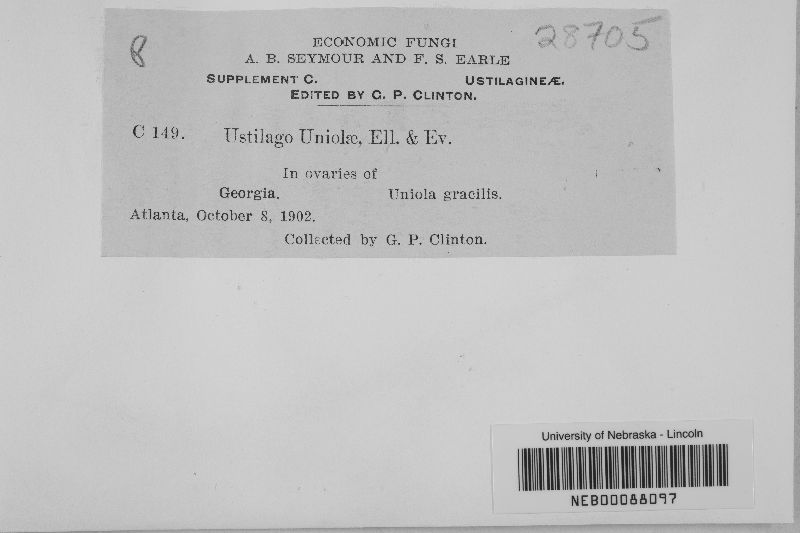 B
28705
ECONOMIC FUNGI
A. B. SEYMOUR AND F. S. EARLE
SUPPLEMENT C. USTILAGINEÆ.
EDITED BY G. P. CLINTON.
C 149. Ustilago Uniolæ, Ell. & Ev.
In ovaries of
Georgia. Uniola gracilis.
Atlanta, October 8, 1902.
Collected by G. P. Clinton.
University of Nebraska - Lincoln
NEB00088097